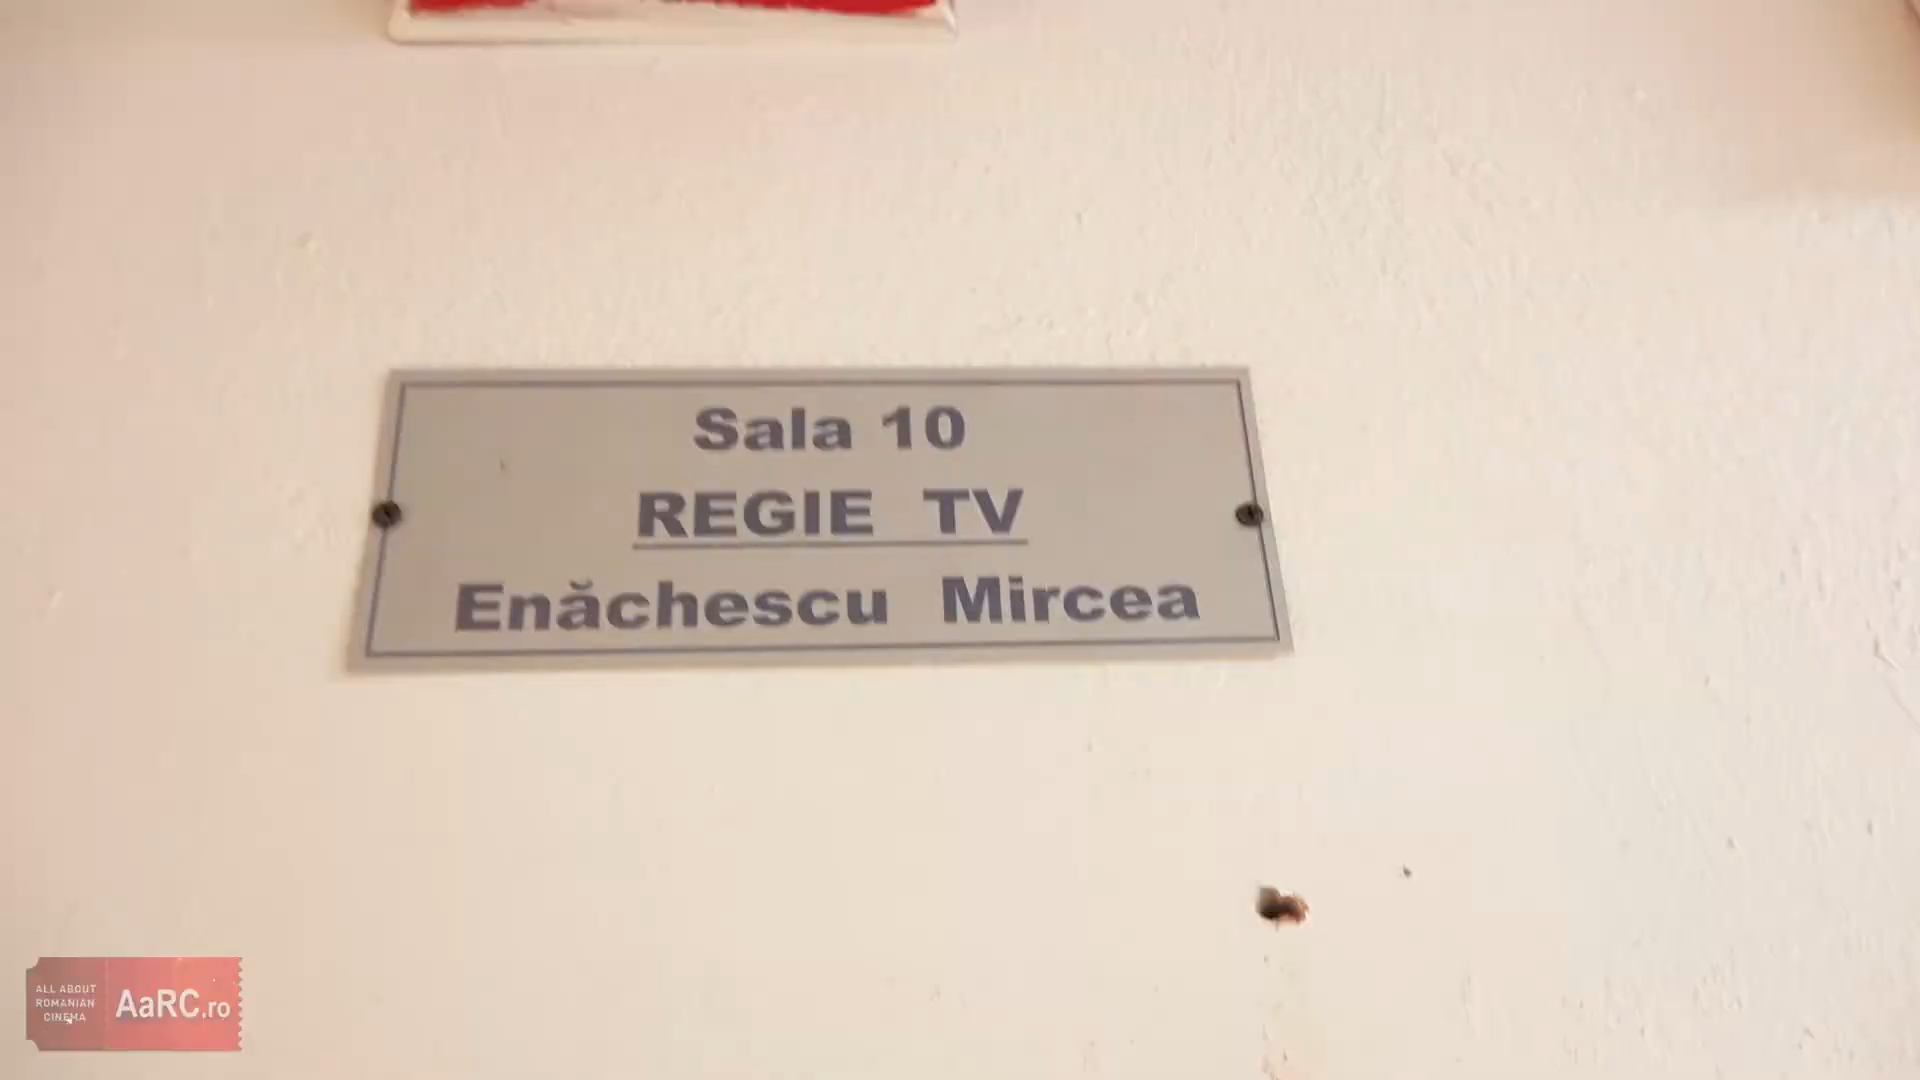 Sala 10
REGIE TV
Enăchescu Mircea
ALL ABOUT
ROMANIAN
CINEMA
AaRC.ro